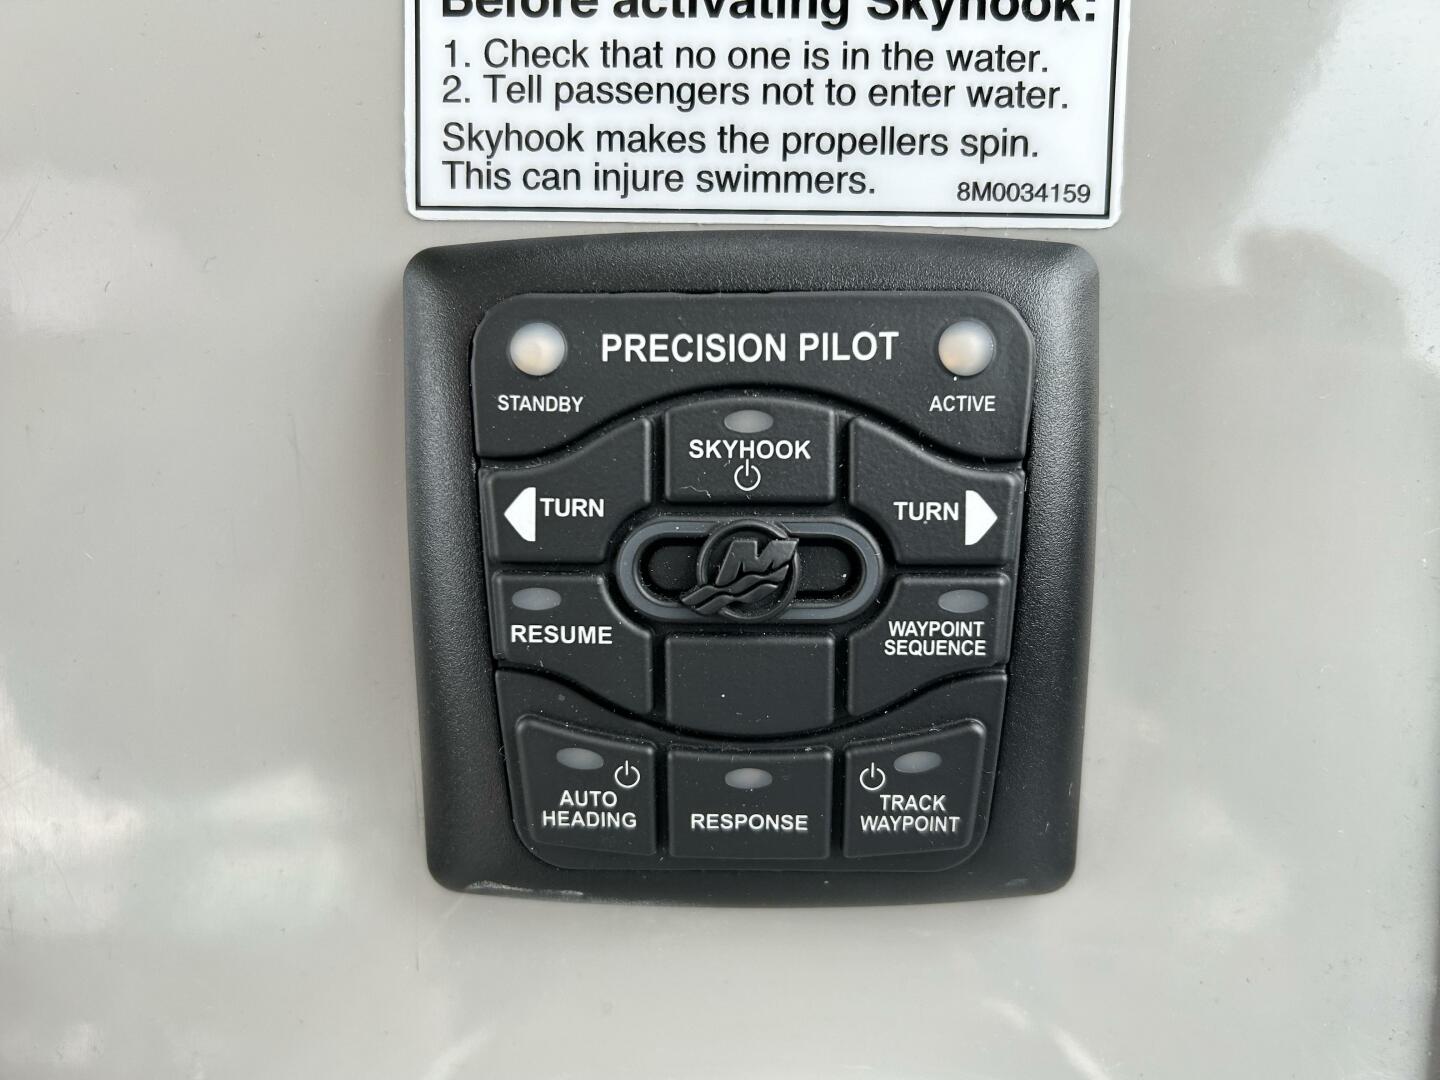 Before activating Skyhook:
1. Check that no one is in the water.
2. Tell passengers not to enter water.
Skyhook makes the propellers spin.
This can injure swimmers.
8M0034159
PRECISION PILOT
STANDBY
ACTIVE
SKYHOOK
TURN
TURN
M
RESUME
WAYPOINT
SEQUENCE
AUTO
HEADING
RESPONSE
TRACK
WAYPOINT